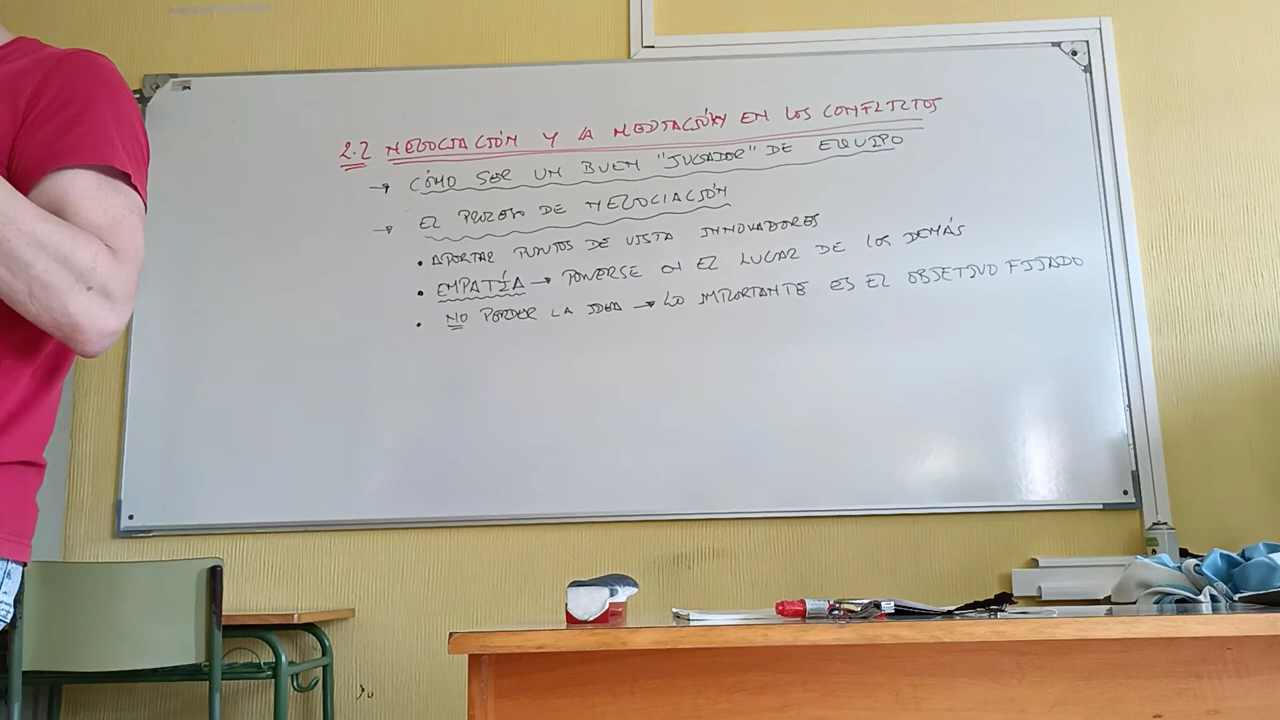 2.2 NEGOCIACIÓN Y LA MEDIACIÓN EN LOS CONFLICTOS
→ CÓMO SER UN BUEN "JUGADOR" DE EQUIPO
→ EL PROCESO DE NEGOCIACIÓN
• APORTAR PUNTOS DE VISTA INNOVADORES
• EMPATÍA → PONERSE EN EL LUGAR DE LOS DEMÁS
• NO PERDER LA IDEA → LO IMPORTANTE ES EL OBJETIVO FIJADO